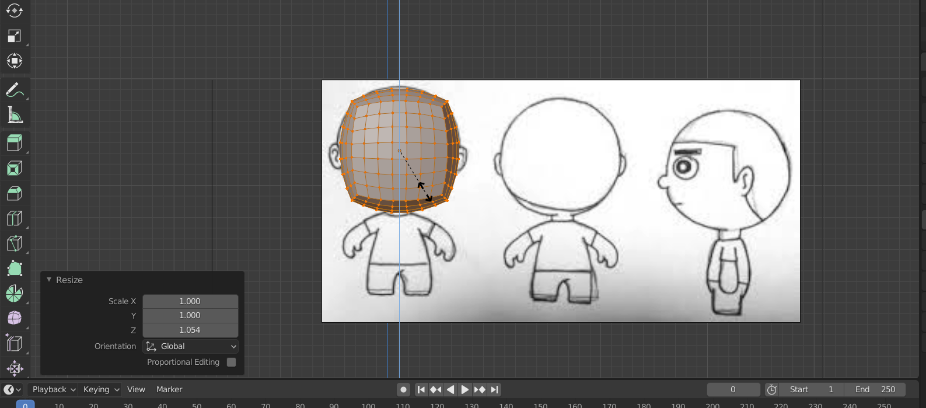 Resize
Scale X 1.000
Y 1.000
Z 1.054
Orientation Global
Proportional Editing
Playback Keying View Marker 0 Start 1 End 250
0 10 20 30 40 50 60 70 80 90 100 110 120 130 140 150 160 170 180 190 200 210 220 230 240 250